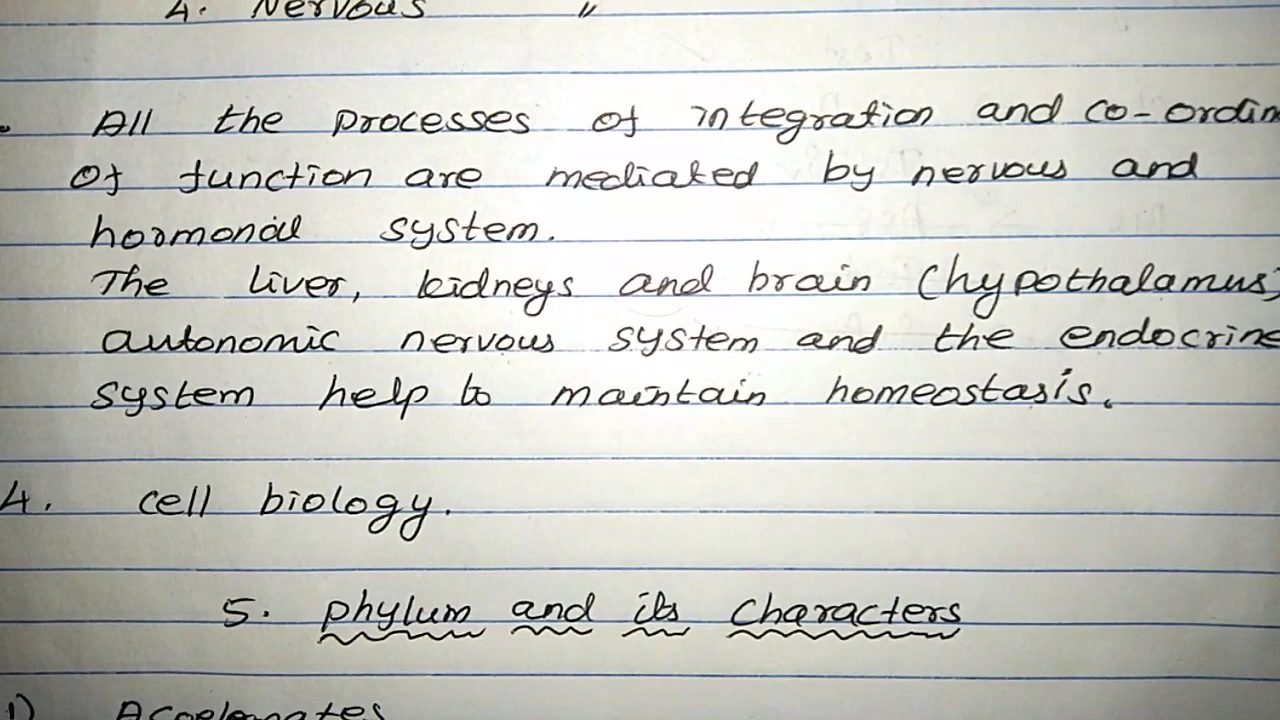 4. Nervous "
All the processes of integration and co-ordin
of function are mediated by nervous and
hormonal system.
The liver, kidneys and brain (hypothalamus)
autonomic nervous system and the endocrine
system help to maintain homeostasis.
4. cell biology.
5. phylum and its characters
1) Acoelomates